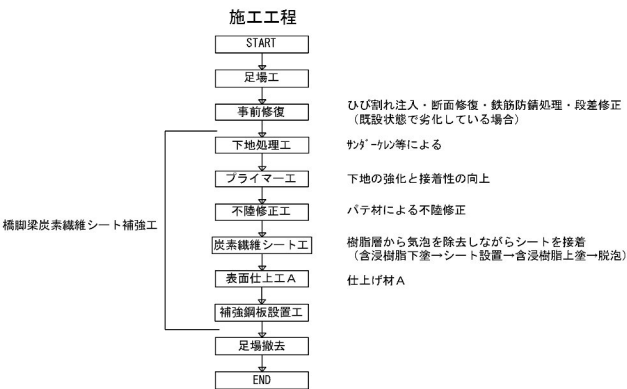 施工工程
START
足場工
事前修復
ひび割れ注入・断面修復・鉄筋防錆処理・段差修正
（既設状態で劣化している場合）
下地処理工
ｻﾝﾀﾞｰｹﾚﾝ等による
プライマー工
下地の強化と接着性の向上
不陸修正工
パテ材による不陸修正
橋脚梁炭素繊維シート補強工
炭素繊維シート工
樹脂層から気泡を除去しながらシートを接着
（含浸樹脂下塗→シート設置→含浸樹脂上塗→脱泡）
表面仕上工Ａ
仕上げ材Ａ
補強鋼板設置工
足場撤去
END